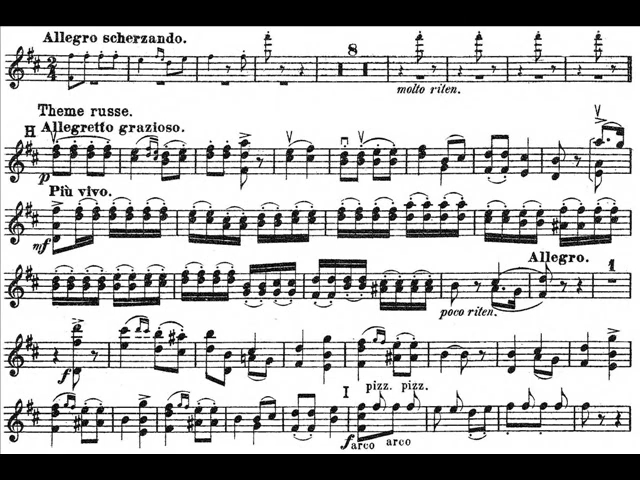 Allegro scherzando.
8
molto riten.
Theme russe.
H Allegretto grazioso.
p
Più vivo.
mf
Allegro.
1
poco riten.
f
I pizz. pizz.
f arco arco